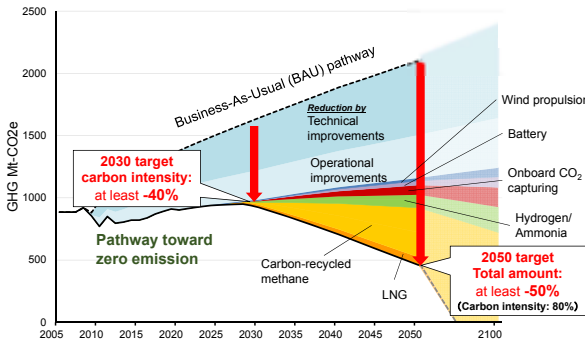 2500
2000
1500
1000
500
0
GHG Mt-CO2e
Business-As-Usual (BAU) pathway
Reduction by
Technical
improvements
Operational
improvements
Wind propulsion
Battery
Onboard CO₂
capturing
Hydrogen/
Ammonia
2030 target
carbon intensity:
at least -40%
Pathway toward
zero emission
Carbon-recycled
methane
LNG
2050 target
Total amount:
at least -50%
(Carbon intensity: 80%)
2005 2010 2015 2020 2025 2030 2035 2040 2045 2050 2100